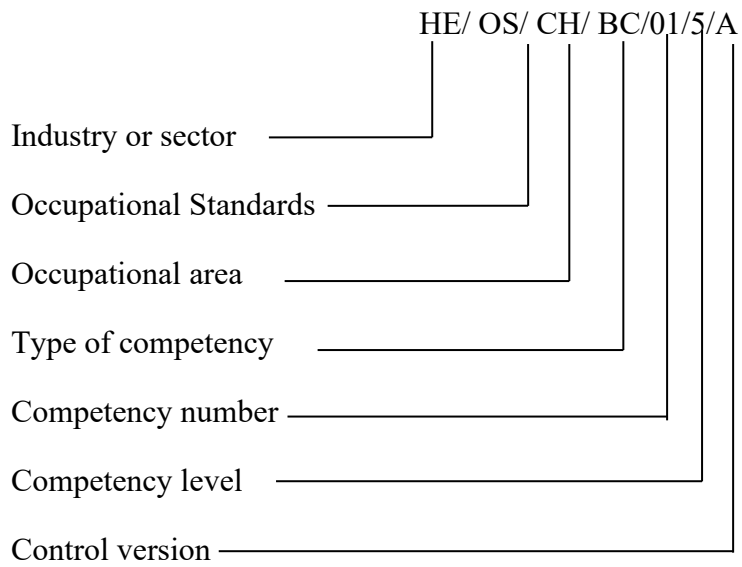 HE/ OS/ CH/ BC/01/5/A
Industry or sector
Occupational Standards
Occupational area
Type of competency
Competency number
Competency level
Control version